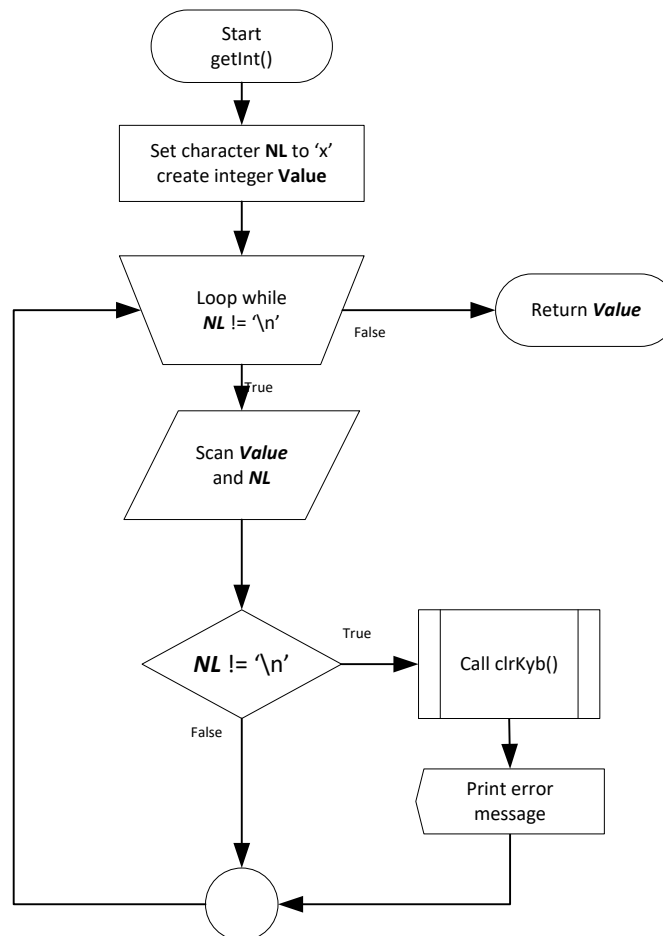 Start
getInt()
Set character NL to ‘x’
create integer Value
Loop while
NL != ‘\n’
False
Return Value
True
Scan Value
and NL
NL != ‘\n’
True
Call clrKyb()
False
Print error
message